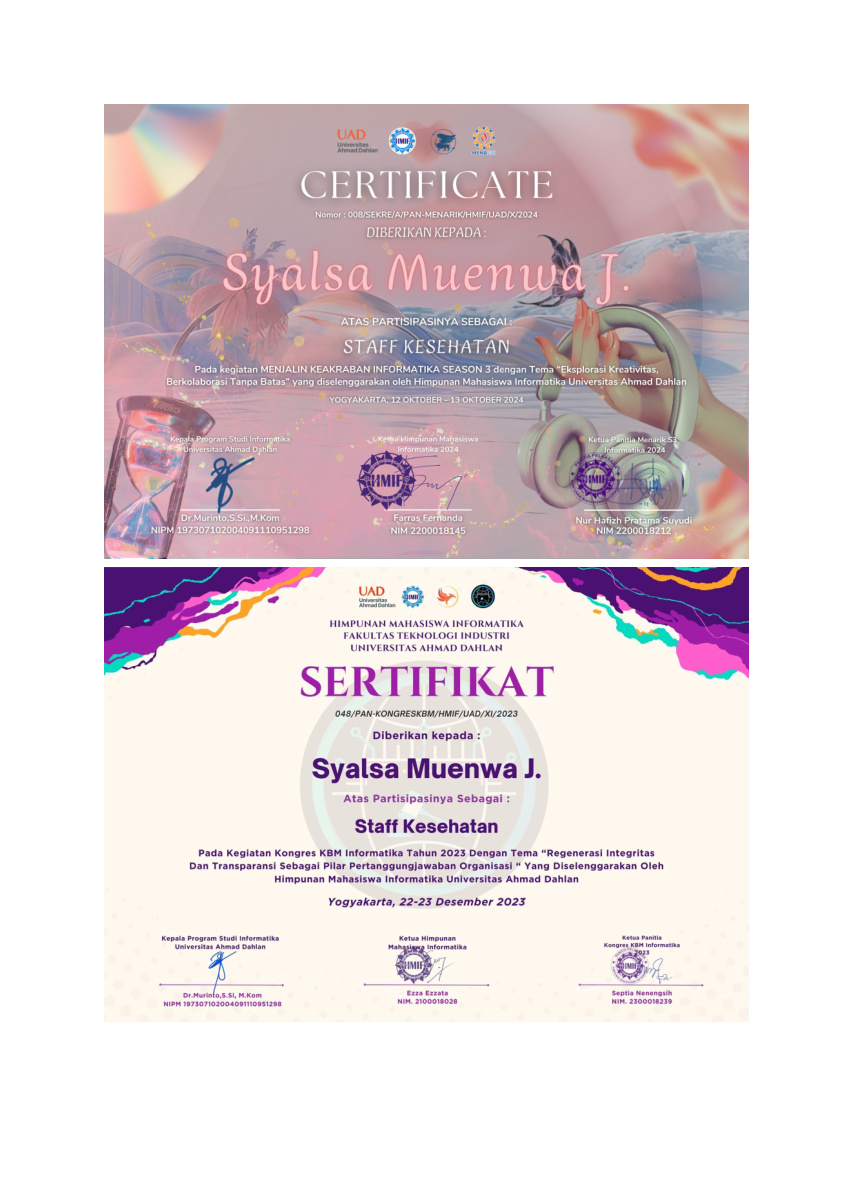 UAD
Universitas
Ahmad Dahlan
HMIF
CERTIFICATE
Nomor : 008/SEKRE/A/PAN-MENARIK/HMIF/UAD/X/2024
DIBERIKAN KEPADA :
Syalsa Muenwa J.
ATAS PARTISIPASINYA SEBAGAI :
STAFF KESEHATAN
Pada kegiatan MENJALIN KEAKRABAN INFORMATIKA SEASON 3 dengan Tema "Eksplorasi Kreativitas,
Berkolaborasi Tanpa Batas" yang diselenggarakan oleh Himpunan Mahasiswa Informatika Universitas Ahmad Dahlan
YOGYAKARTA, 12 OKTOBER – 13 OKTOBER 2024
Kepala Program Studi Informatika
Universitas Ahmad Dahlan
Dr.Murinto,S.Si.,M.Kom
NIPM 197307102004091110951298
Ketua Himpunan Mahasiswa
Informatika 2024
HMIF
Farras Fernanda
NIM 2200018145
Ketua Panitia Menarik S3
Informatika 2024
HMIF
Nur Hafizh Pratama Suyudi
NIM 2200018212
UAD
Universitas
Ahmad Dahlan
HMIF
HIMPUNAN MAHASISWA INFORMATIKA
FAKULTAS TEKNOLOGI INDUSTRI
UNIVERSITAS AHMAD DAHLAN
SERTIFIKAT
048/PAN-KONGRESKBM/HMIF/UAD/XI/2023
Diberikan kepada :
Syalsa Muenwa J.
Atas Partisipasinya Sebagai :
Staff Kesehatan
Pada Kegiatan Kongres KBM Informatika Tahun 2023 Dengan Tema "Regenerasi Integritas
Dan Transparansi Sebagai Pilar Pertanggungjawaban Organisasi " Yang Diselenggarakan Oleh
Himpunan Mahasiswa Informatika Universitas Ahmad Dahlan
Yogyakarta, 22-23 Desember 2023
Kepala Program Studi Informatika
Universitas Ahmad Dahlan
Dr.Murinto,S.Si, M.Kom
NIPM 197307102004091110951298
Ketua Himpunan
Mahasiswa Informatika
HMIF
Ezza Ezzata
NIM. 2100018028
Ketua Panitia
Kongres KBM Informatika
2023
HMIF
Septia Nenengsih
NIM. 2300018239